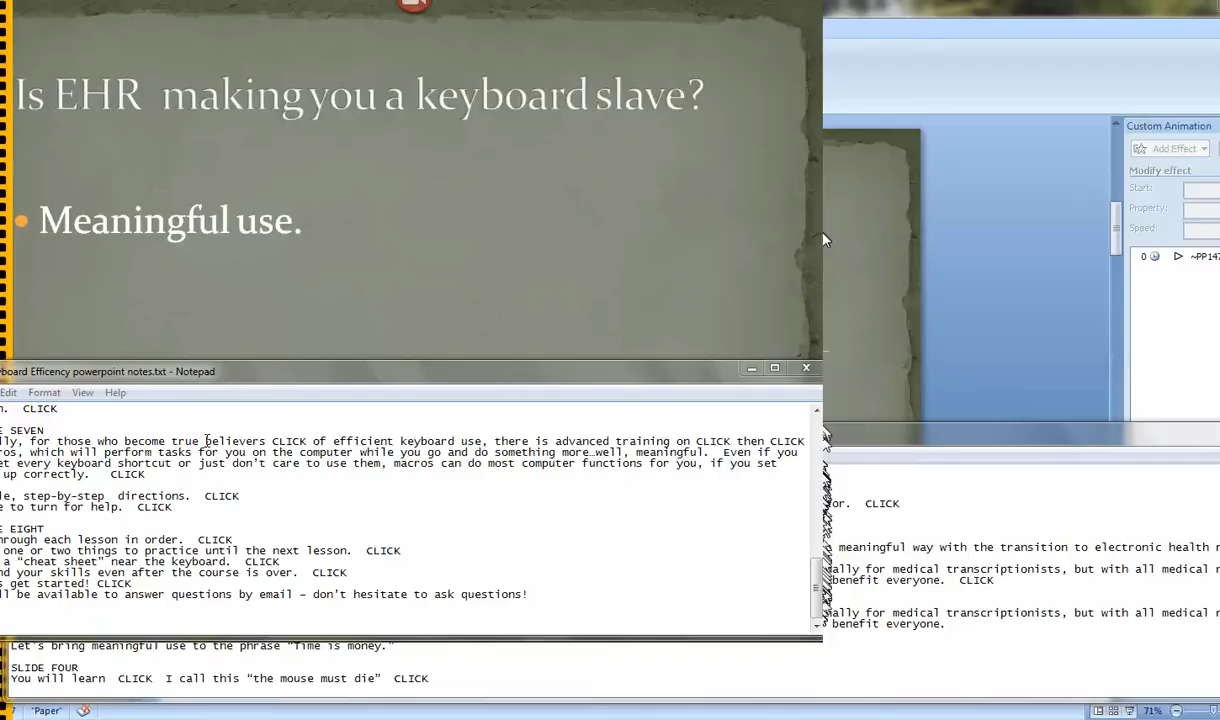 Is EHR making you a keyboard slave?
Meaningful use.
Custom Animation
Add Effect
Modify effect
Start:
Property:
Speed:
0 ~PP147
board Efficency powerpoint notes.txt - Notepad
Edit Format View Help
n. CLICK
E SEVEN
lly, for those who become true believers CLICK of efficient keyboard use, there is advanced training on CLICK then CLICK
ros, which will perform tasks for you on the computer while you go and do something more…well, meaningful. Even if you
et every keyboard shortcut or just don't care to use them, macros can do most computer functions for you, if you set
up correctly. CLICK
le, step-by-step directions. CLICK
e to turn for help. CLICK
E EIGHT
hrough each lesson in order. CLICK
one or two things to practice until the next lesson. CLICK
a "cheat sheet" near the keyboard. CLICK
nd your skills even after the course is over. CLICK
s get started! CLICK
ll be available to answer questions by email – don't hesitate to ask questions!
or. CLICK
meaningful way with the transition to electronic health r
ally for medical transcriptionists, but with all medical r
benefit everyone. CLICK
ally for medical transcriptionists, but with all medical r
benefit everyone.
Let's bring meaningful use to the phrase "Time is money."
SLIDE FOUR
You will learn CLICK I call this "the mouse must die" CLICK
7 "Paper"
71%